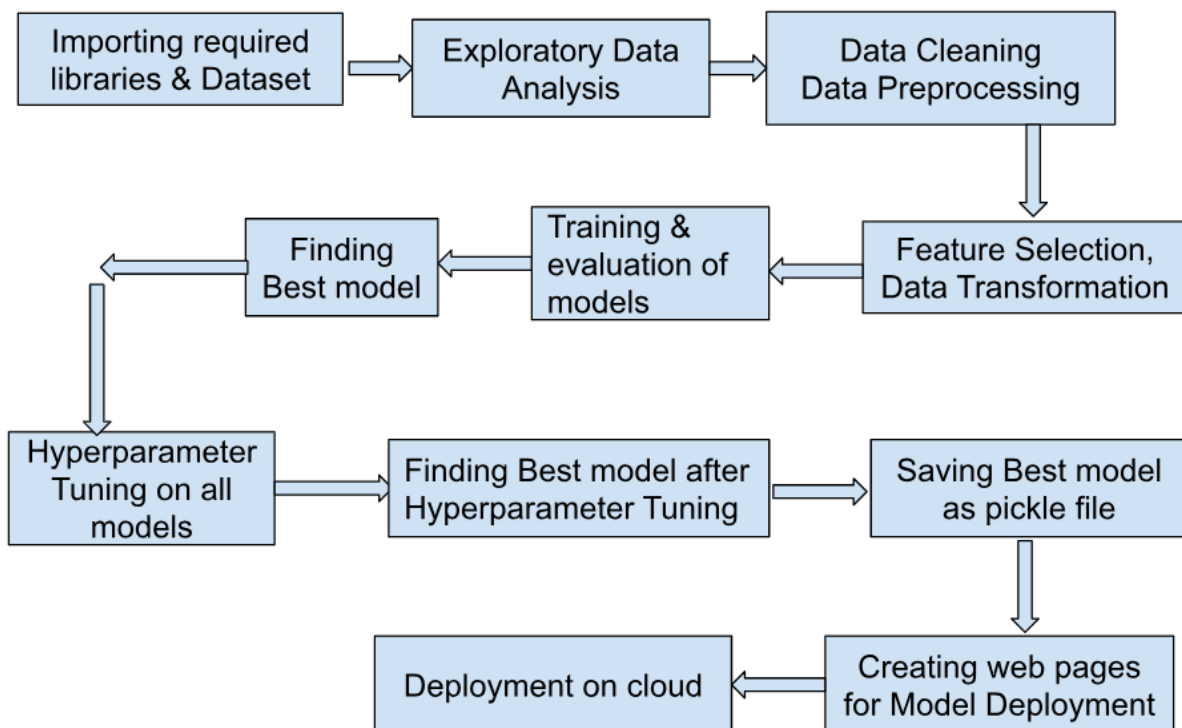 Importing required
libraries & Dataset
Exploratory Data
Analysis
Data Cleaning
Data Preprocessing
Feature Selection,
Data Transformation
Training &
evaluation of
models
Finding
Best model
Hyperparameter
Tuning on all
models
Finding Best model after
Hyperparameter Tuning
Saving Best model
as pickle file
Creating web pages
for Model Deployment
Deployment on cloud